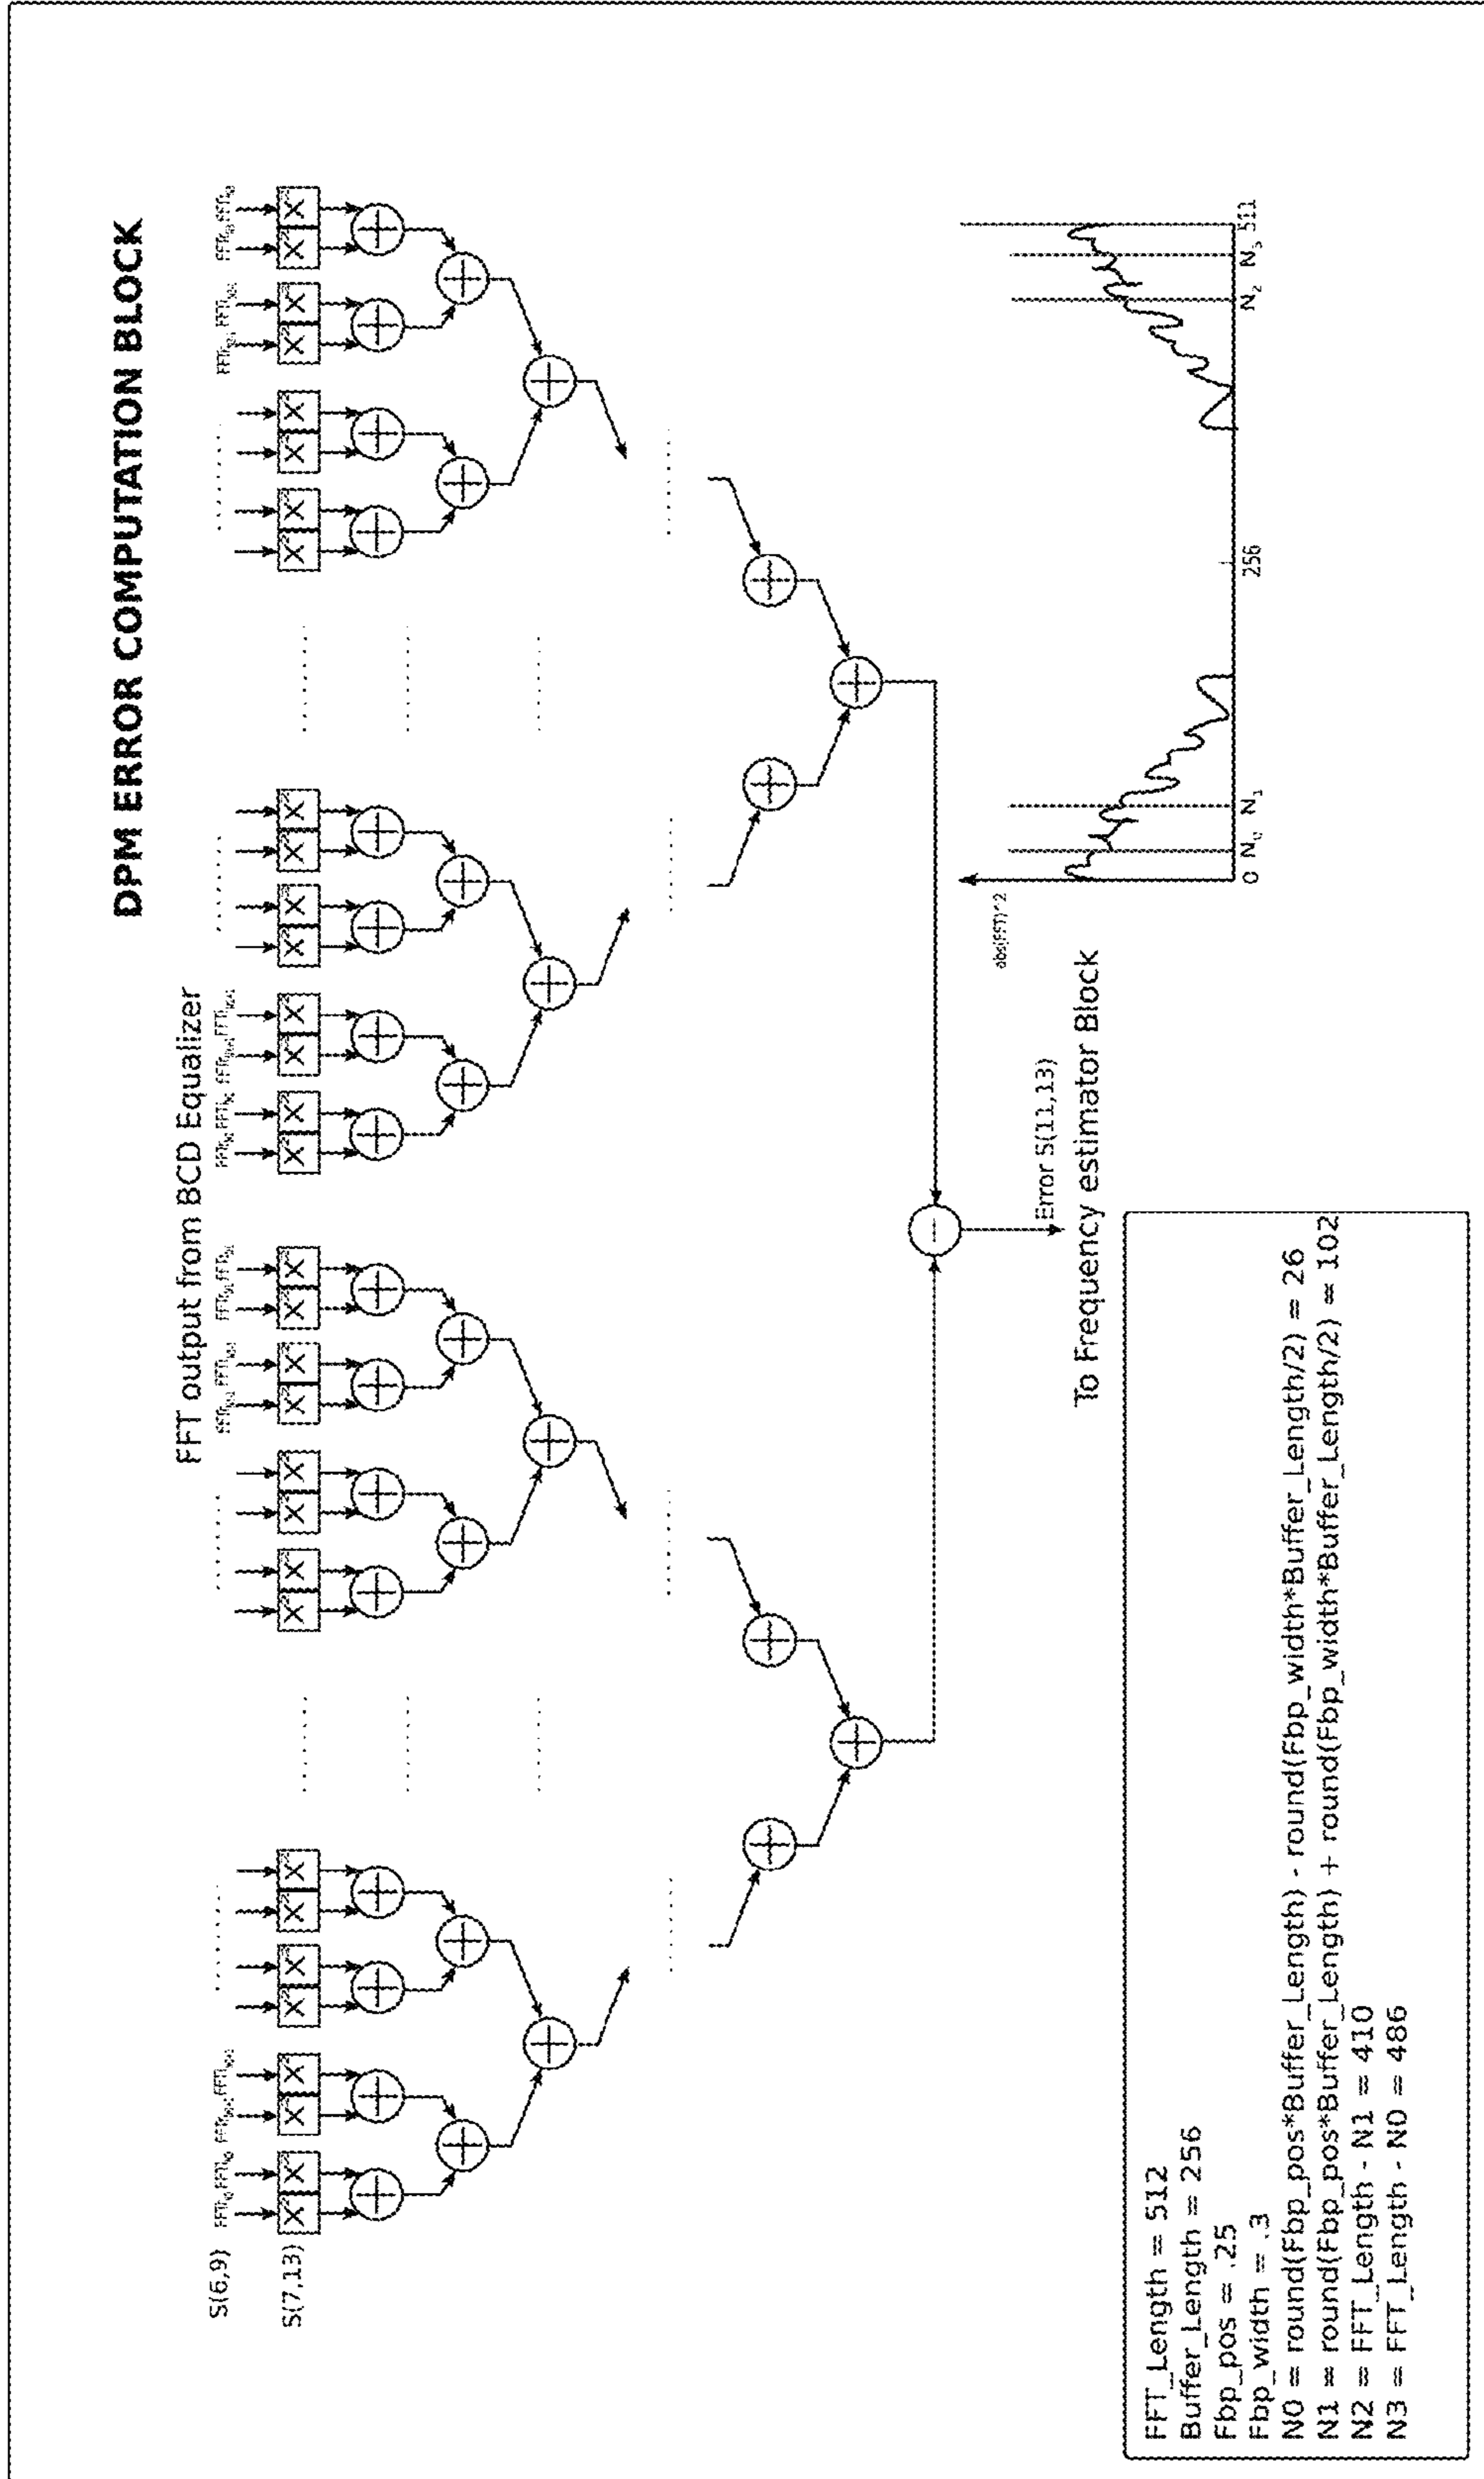 DPM ERROR COMPUTATION BLOCK
FFT output from BCD Equalizer
S(6,9)
S(7,13)
Error S(11,13)
To Frequency estimator Block
abs(FFT)^2
0 N₀ N₁ 256 N₂ N₃ 511
FFT_Length = 512
Buffer_Length = 256
Fbp_pos = .25
Fbp_width = .3
N0 = round(Fbp_pos*Buffer_Length) - round(Fbp_width*Buffer_Length/2) = 26
N1 = round(Fbp_pos*Buffer_Length) + round(Fbp_width*Buffer_Length/2) = 102
N2 = FFT_Length - N1 = 410
N3 = FFT_Length - N0 = 486